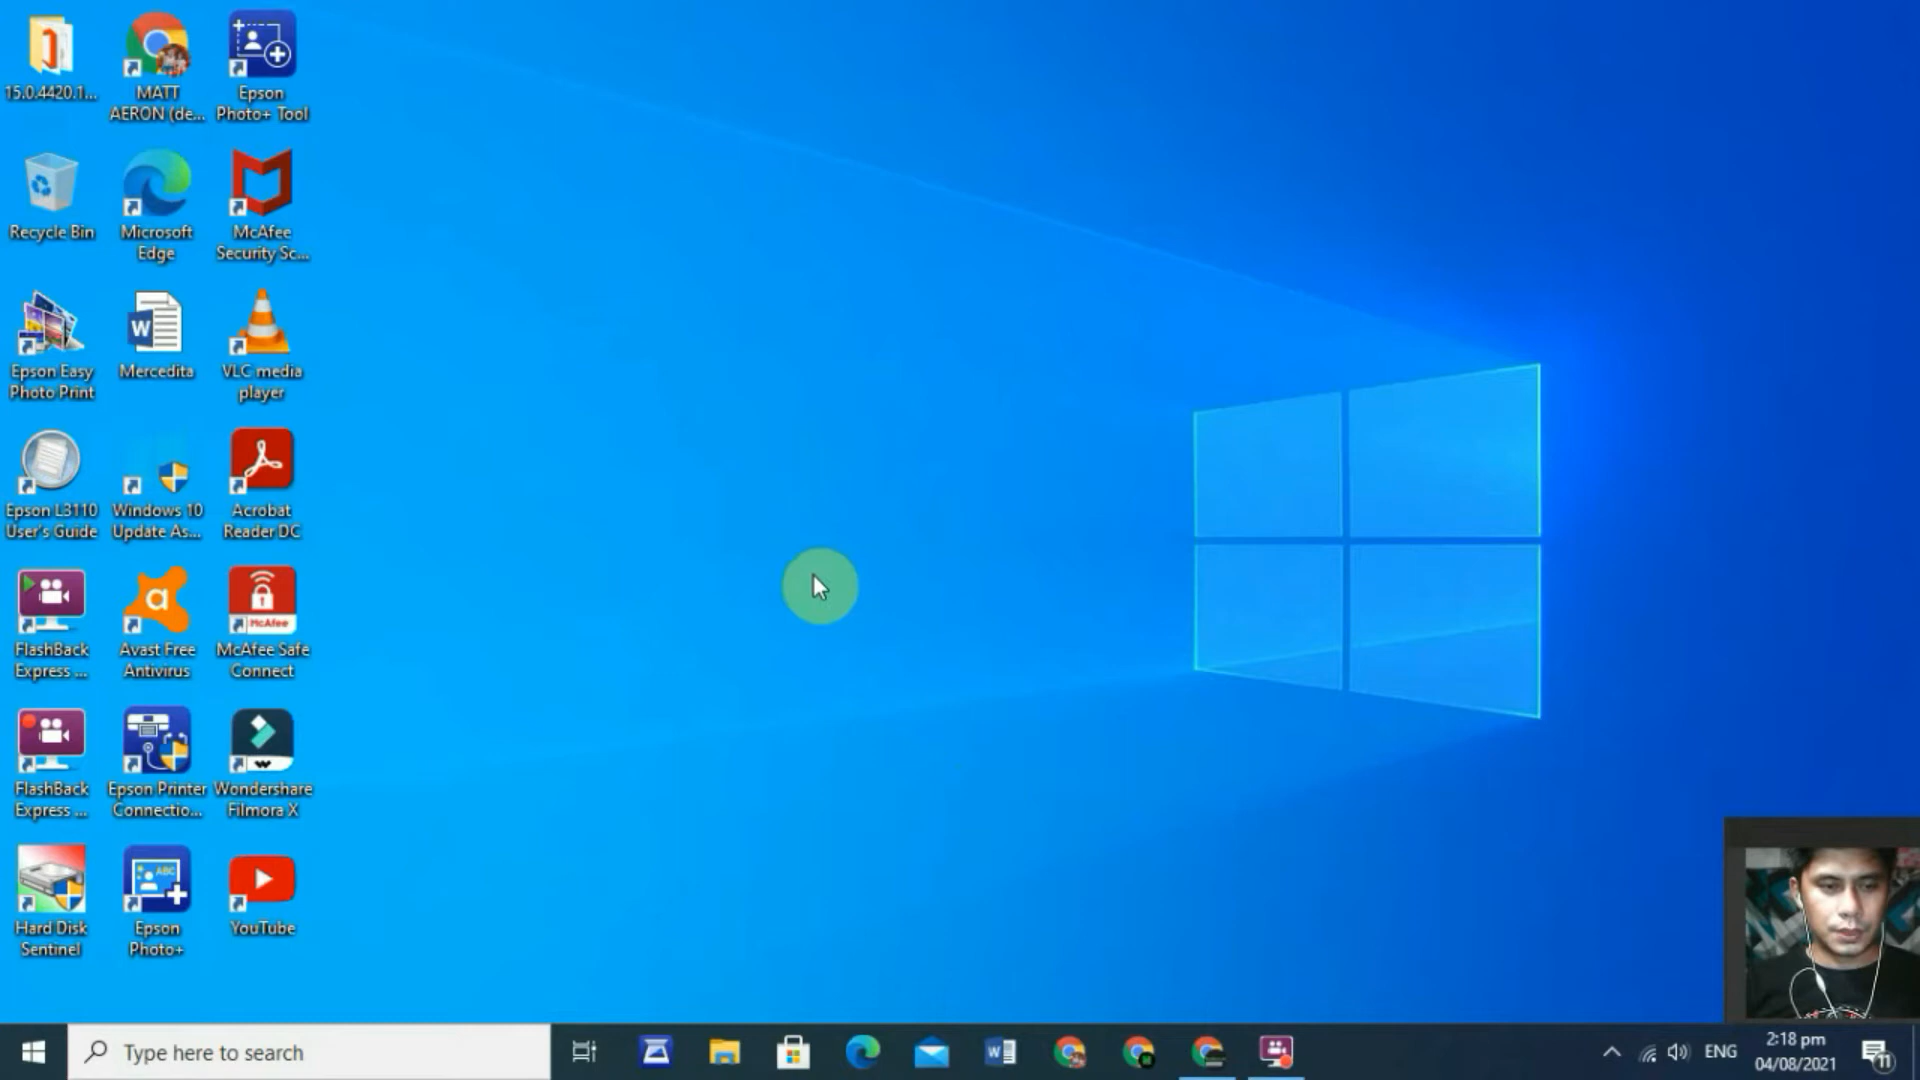 15.0.4420.1...
MATT
AERON (de...
Epson
Photo+ Tool
Recycle Bin
Microsoft
Edge
McAfee
Security Sc...
Epson Easy
Photo Print
W
Mercedita
VLC media
player
Epson L3110
User's Guide
Windows 10
Update As...
Acrobat
Reader DC
FlashBack
Express ...
a
Avast Free
Antivirus
McAfee
McAfee Safe
Connect
FlashBack
Express ...
Epson Printer
Connectio...
Wondershare
Filmora X
Hard Disk
Sentinel
ABC
Epson
Photo+
YouTube
Type here to search
W
ENG
2:18 pm
04/08/2021
11